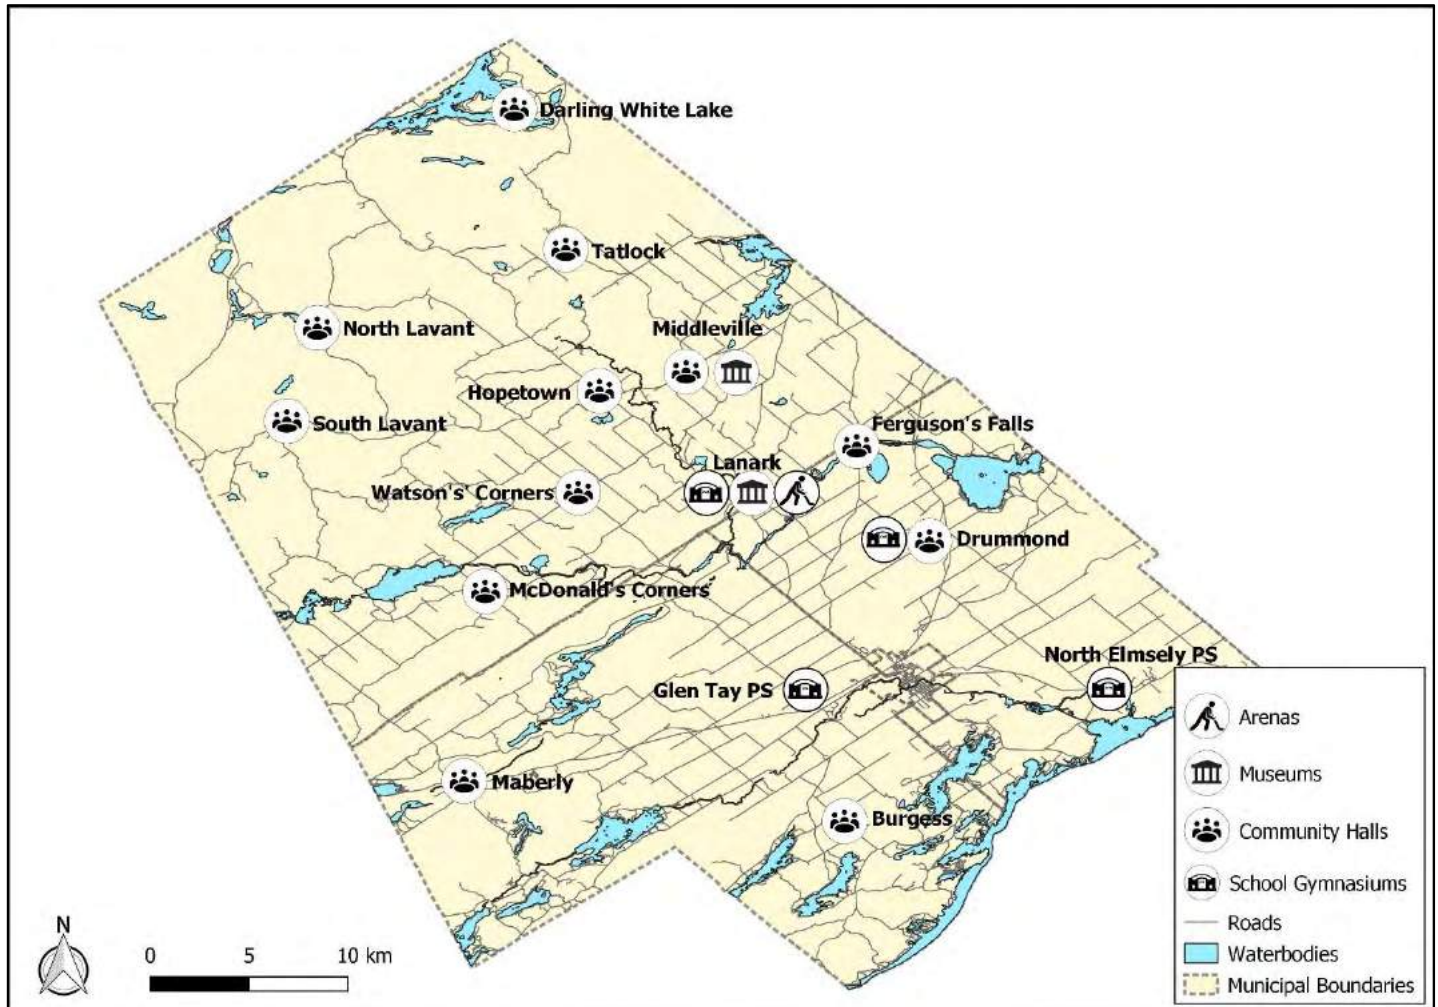 Darling White Lake
Tatlock
North Lavant
Middleville
Hopetown
South Lavant
Ferguson's Falls
Lanark
Watson's' Corners
Drummond
McDonald's Corners
North Elmsely PS
Glen Tay PS
Maberly
Burgess
Arenas
Museums
Community Halls
School Gymnasiums
Roads
Waterbodies
Municipal Boundaries
N
0 5 10 km